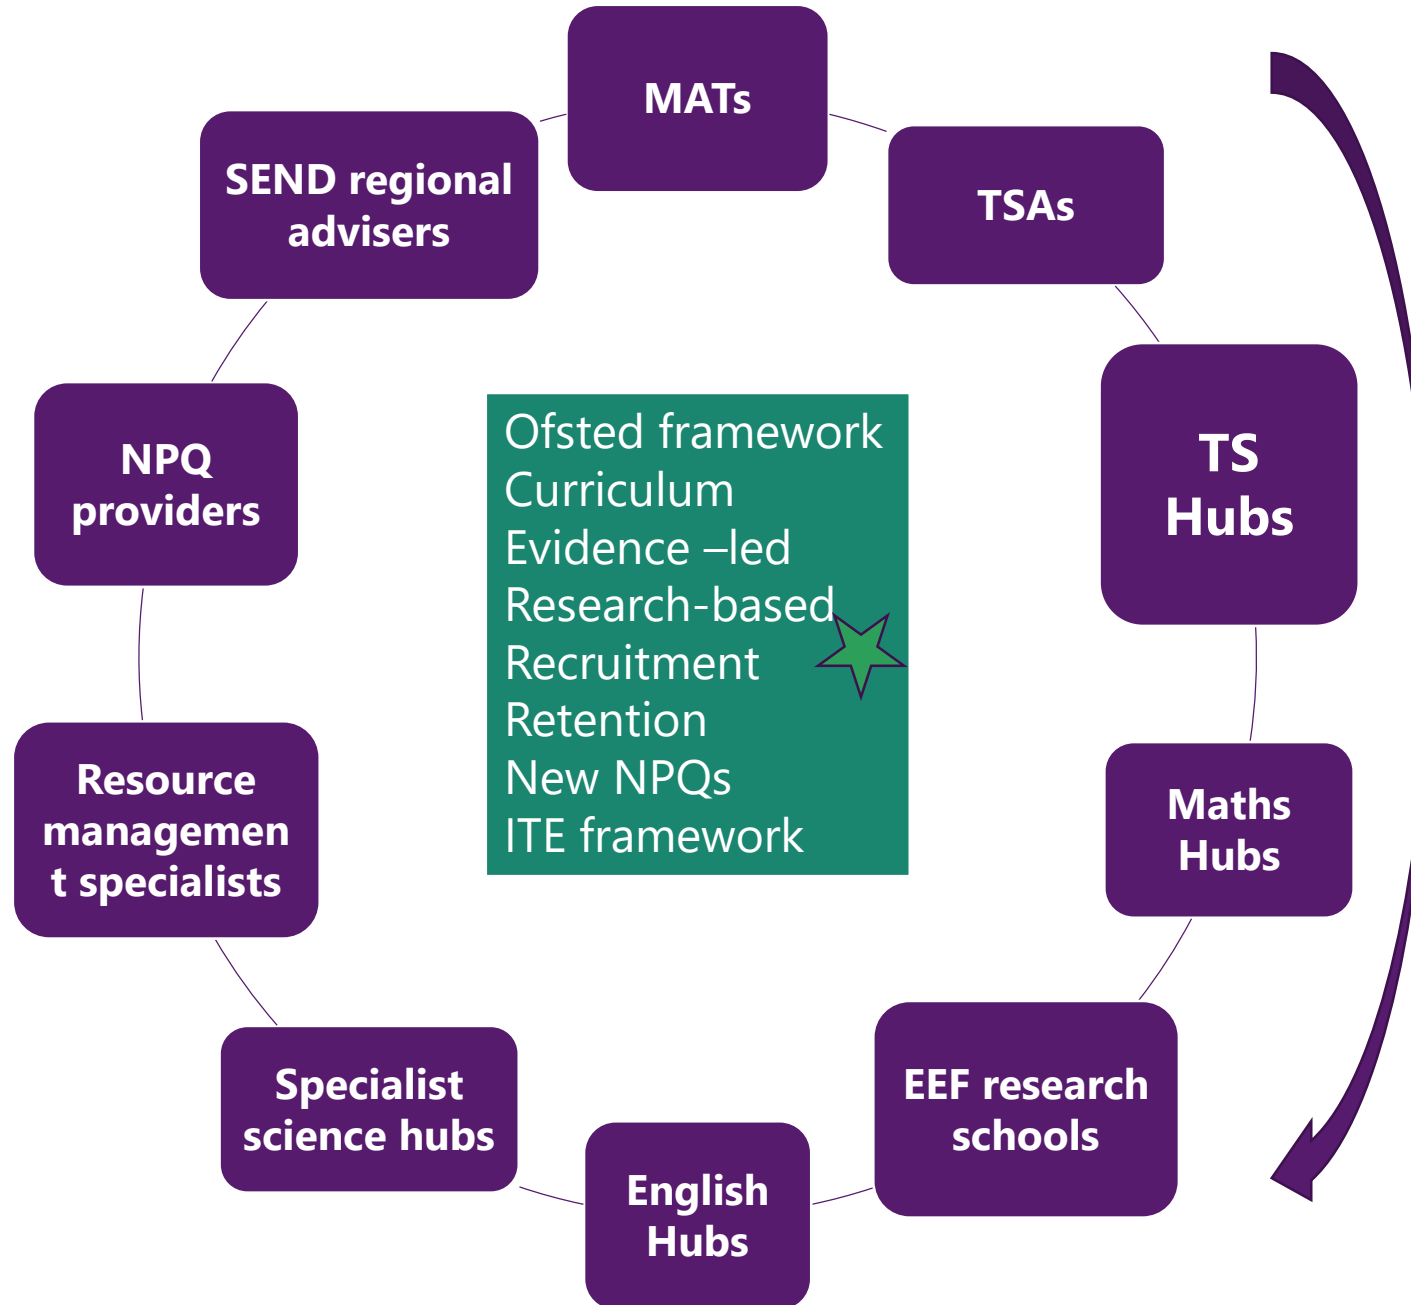 MATs
TSAs
TS
Hubs
Maths
Hubs
EEF research
schools
English
Hubs
Specialist
science hubs
Resource
managemen
t specialists
NPQ
providers
SEND regional
advisers
Ofsted framework
Curriculum
Evidence –led
Research-based
Recruitment
Retention
New NPQs
ITE framework